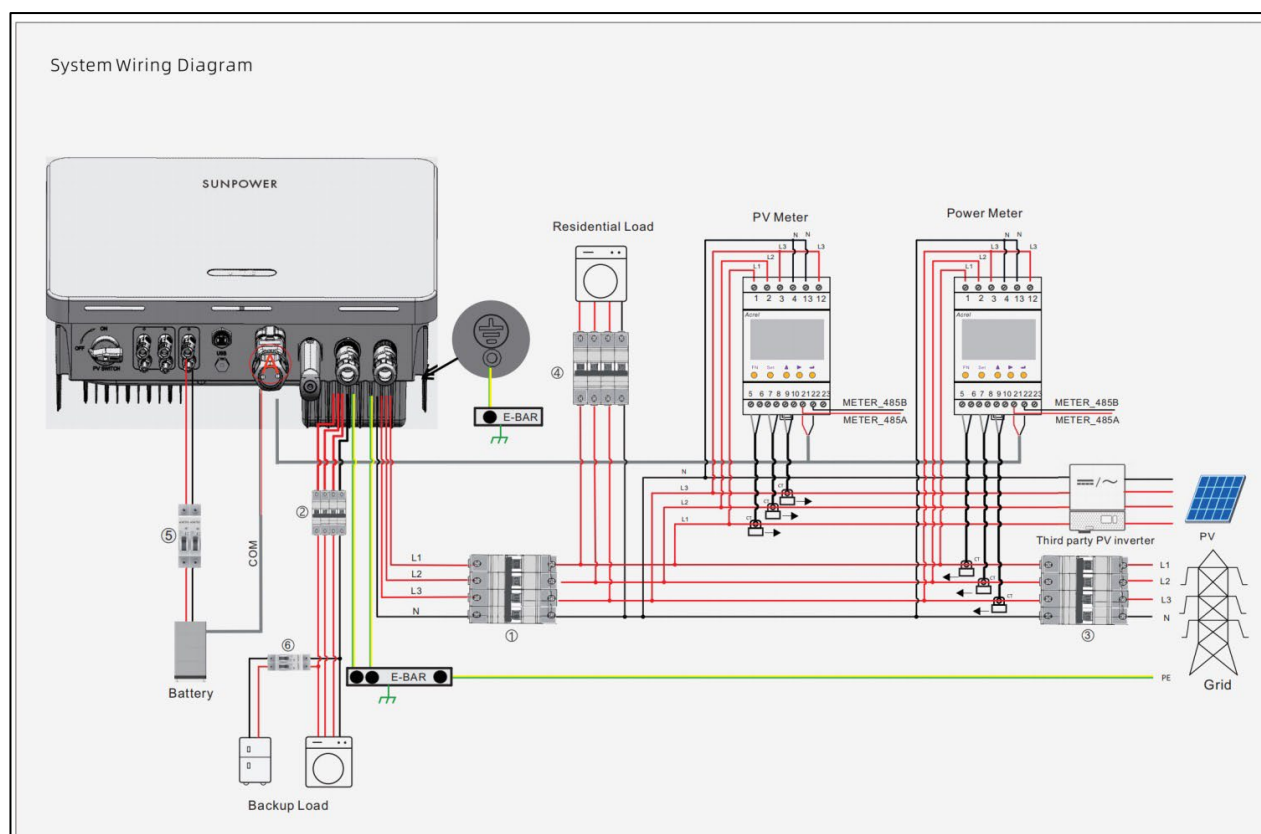 System Wiring Diagram
SUNPOWER
ON
OFF
PV SWITCH
USB
A
E-BAR
Residential Load
④
PV Meter
N N
L3 L3
L2
L1
1 2 3 4 13 12
Acrel
FN Set
5 6 7 8 9 10 21 22 23
METER_485B
METER_485A
Power Meter
N N
L3 L3
L2
L1
1 2 3 4 13 12
Acrel
FN Set
5 6 7 8 9 10 21 22 23
METER_485B
METER_485A
N
L3
L2
L1
CT
CT
CT
Third party PV inverter
PV
⑤
COM
②
L1
L2
L3
N
①
CT
CT
CT
③
L1
L2
L3
N
Grid
Battery
⑥
E-BAR
PE
Backup Load